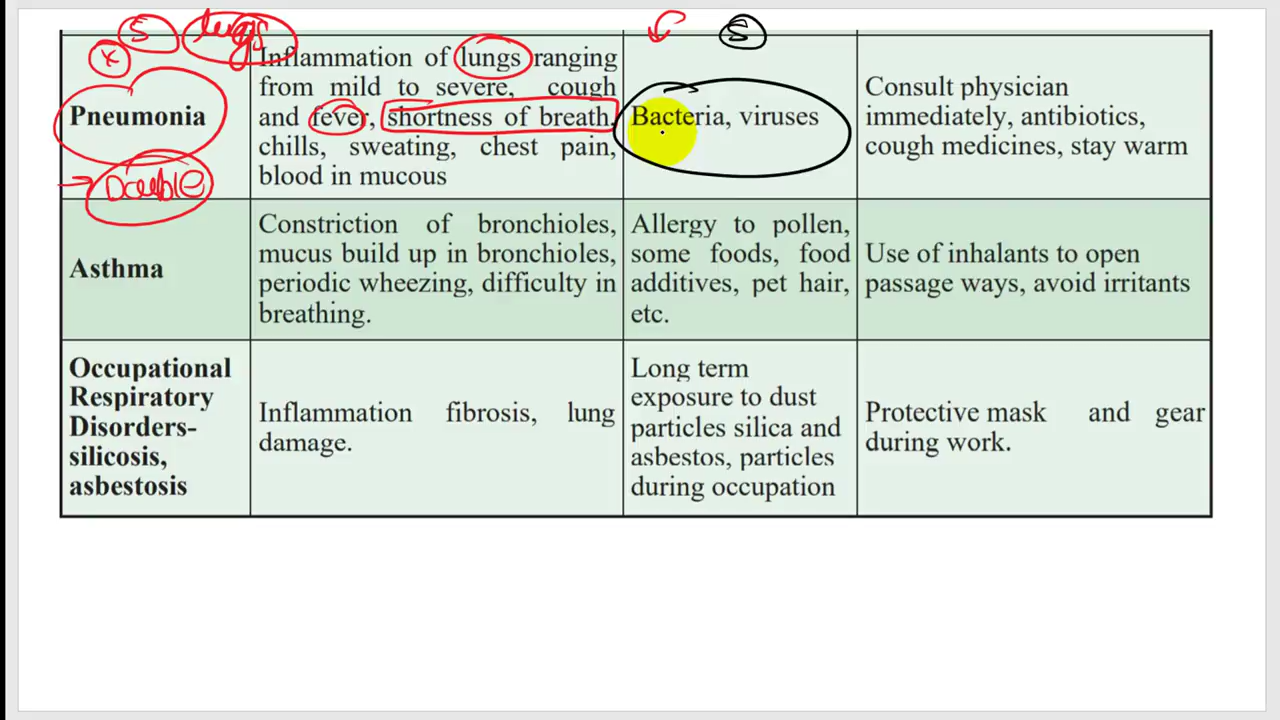 S lungs
x
S
Pneumonia
Double
Inflammation of lungs ranging
from mild to severe, cough
and fever, shortness of breath,
chills, sweating, chest pain,
blood in mucous
Bacteria, viruses
Consult physician
immediately, antibiotics,
cough medicines, stay warm
Asthma
Constriction of bronchioles,
mucus build up in bronchioles,
periodic wheezing, difficulty in
breathing.
Allergy to pollen,
some foods, food
additives, pet hair,
etc.
Use of inhalants to open
passage ways, avoid irritants
Occupational
Respiratory
Disorders-
silicosis,
asbestosis
Inflammation fibrosis, lung
damage.
Long term
exposure to dust
particles silica and
asbestos, particles
during occupation
Protective mask and gear
during work.